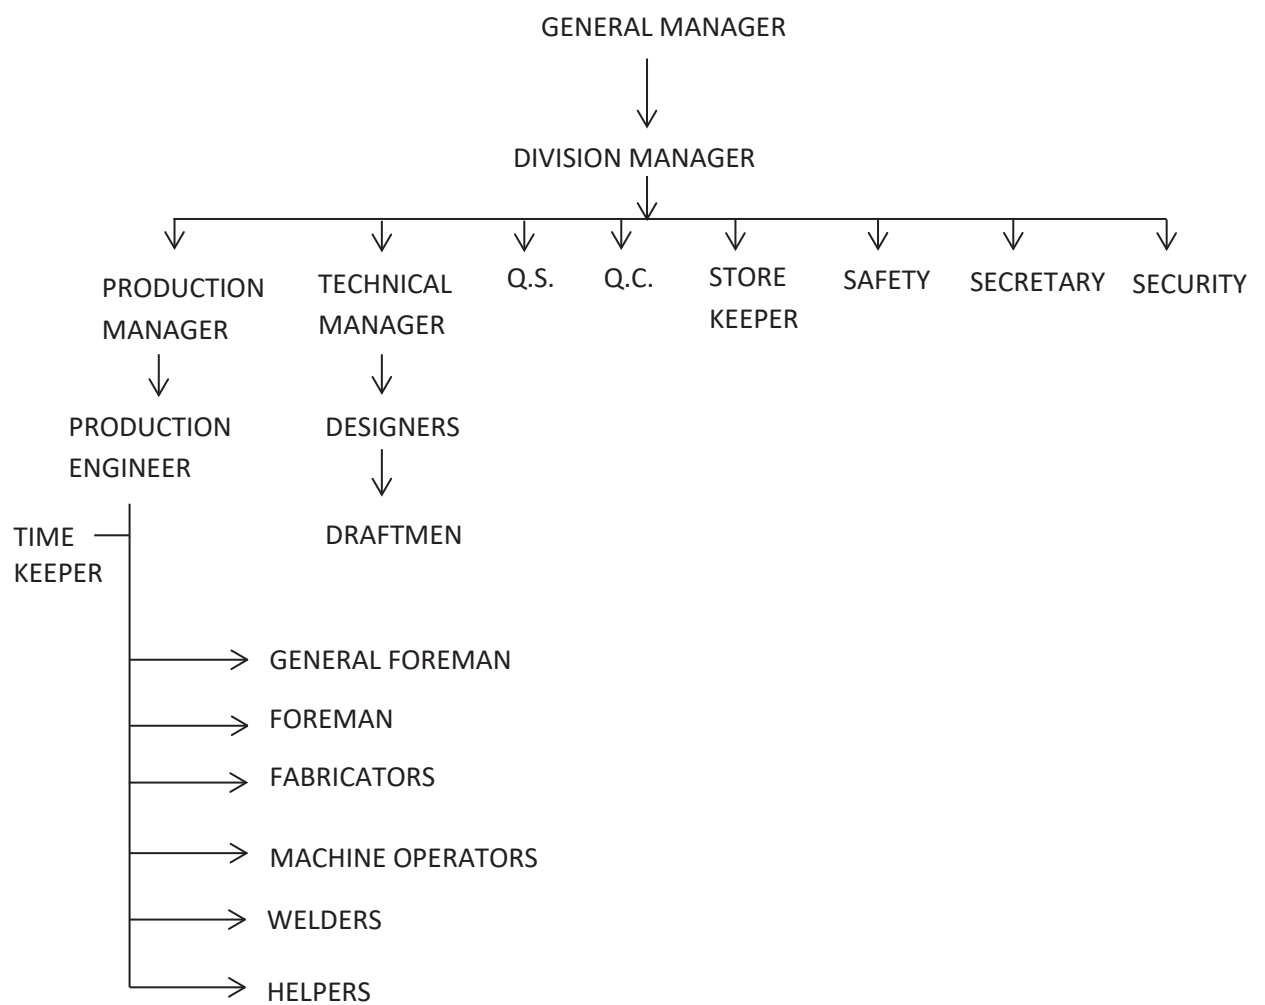 GENERAL MANAGER
DIVISION MANAGER
PRODUCTION
MANAGER
TECHNICAL
MANAGER
Q.S.
Q.C.
STORE
KEEPER
SAFETY
SECRETARY
SECURITY
PRODUCTION
ENGINEER
DESIGNERS
TIME
KEEPER
DRAFTMEN
GENERAL FOREMAN
FOREMAN
FABRICATORS
MACHINE OPERATORS
WELDERS
HELPERS